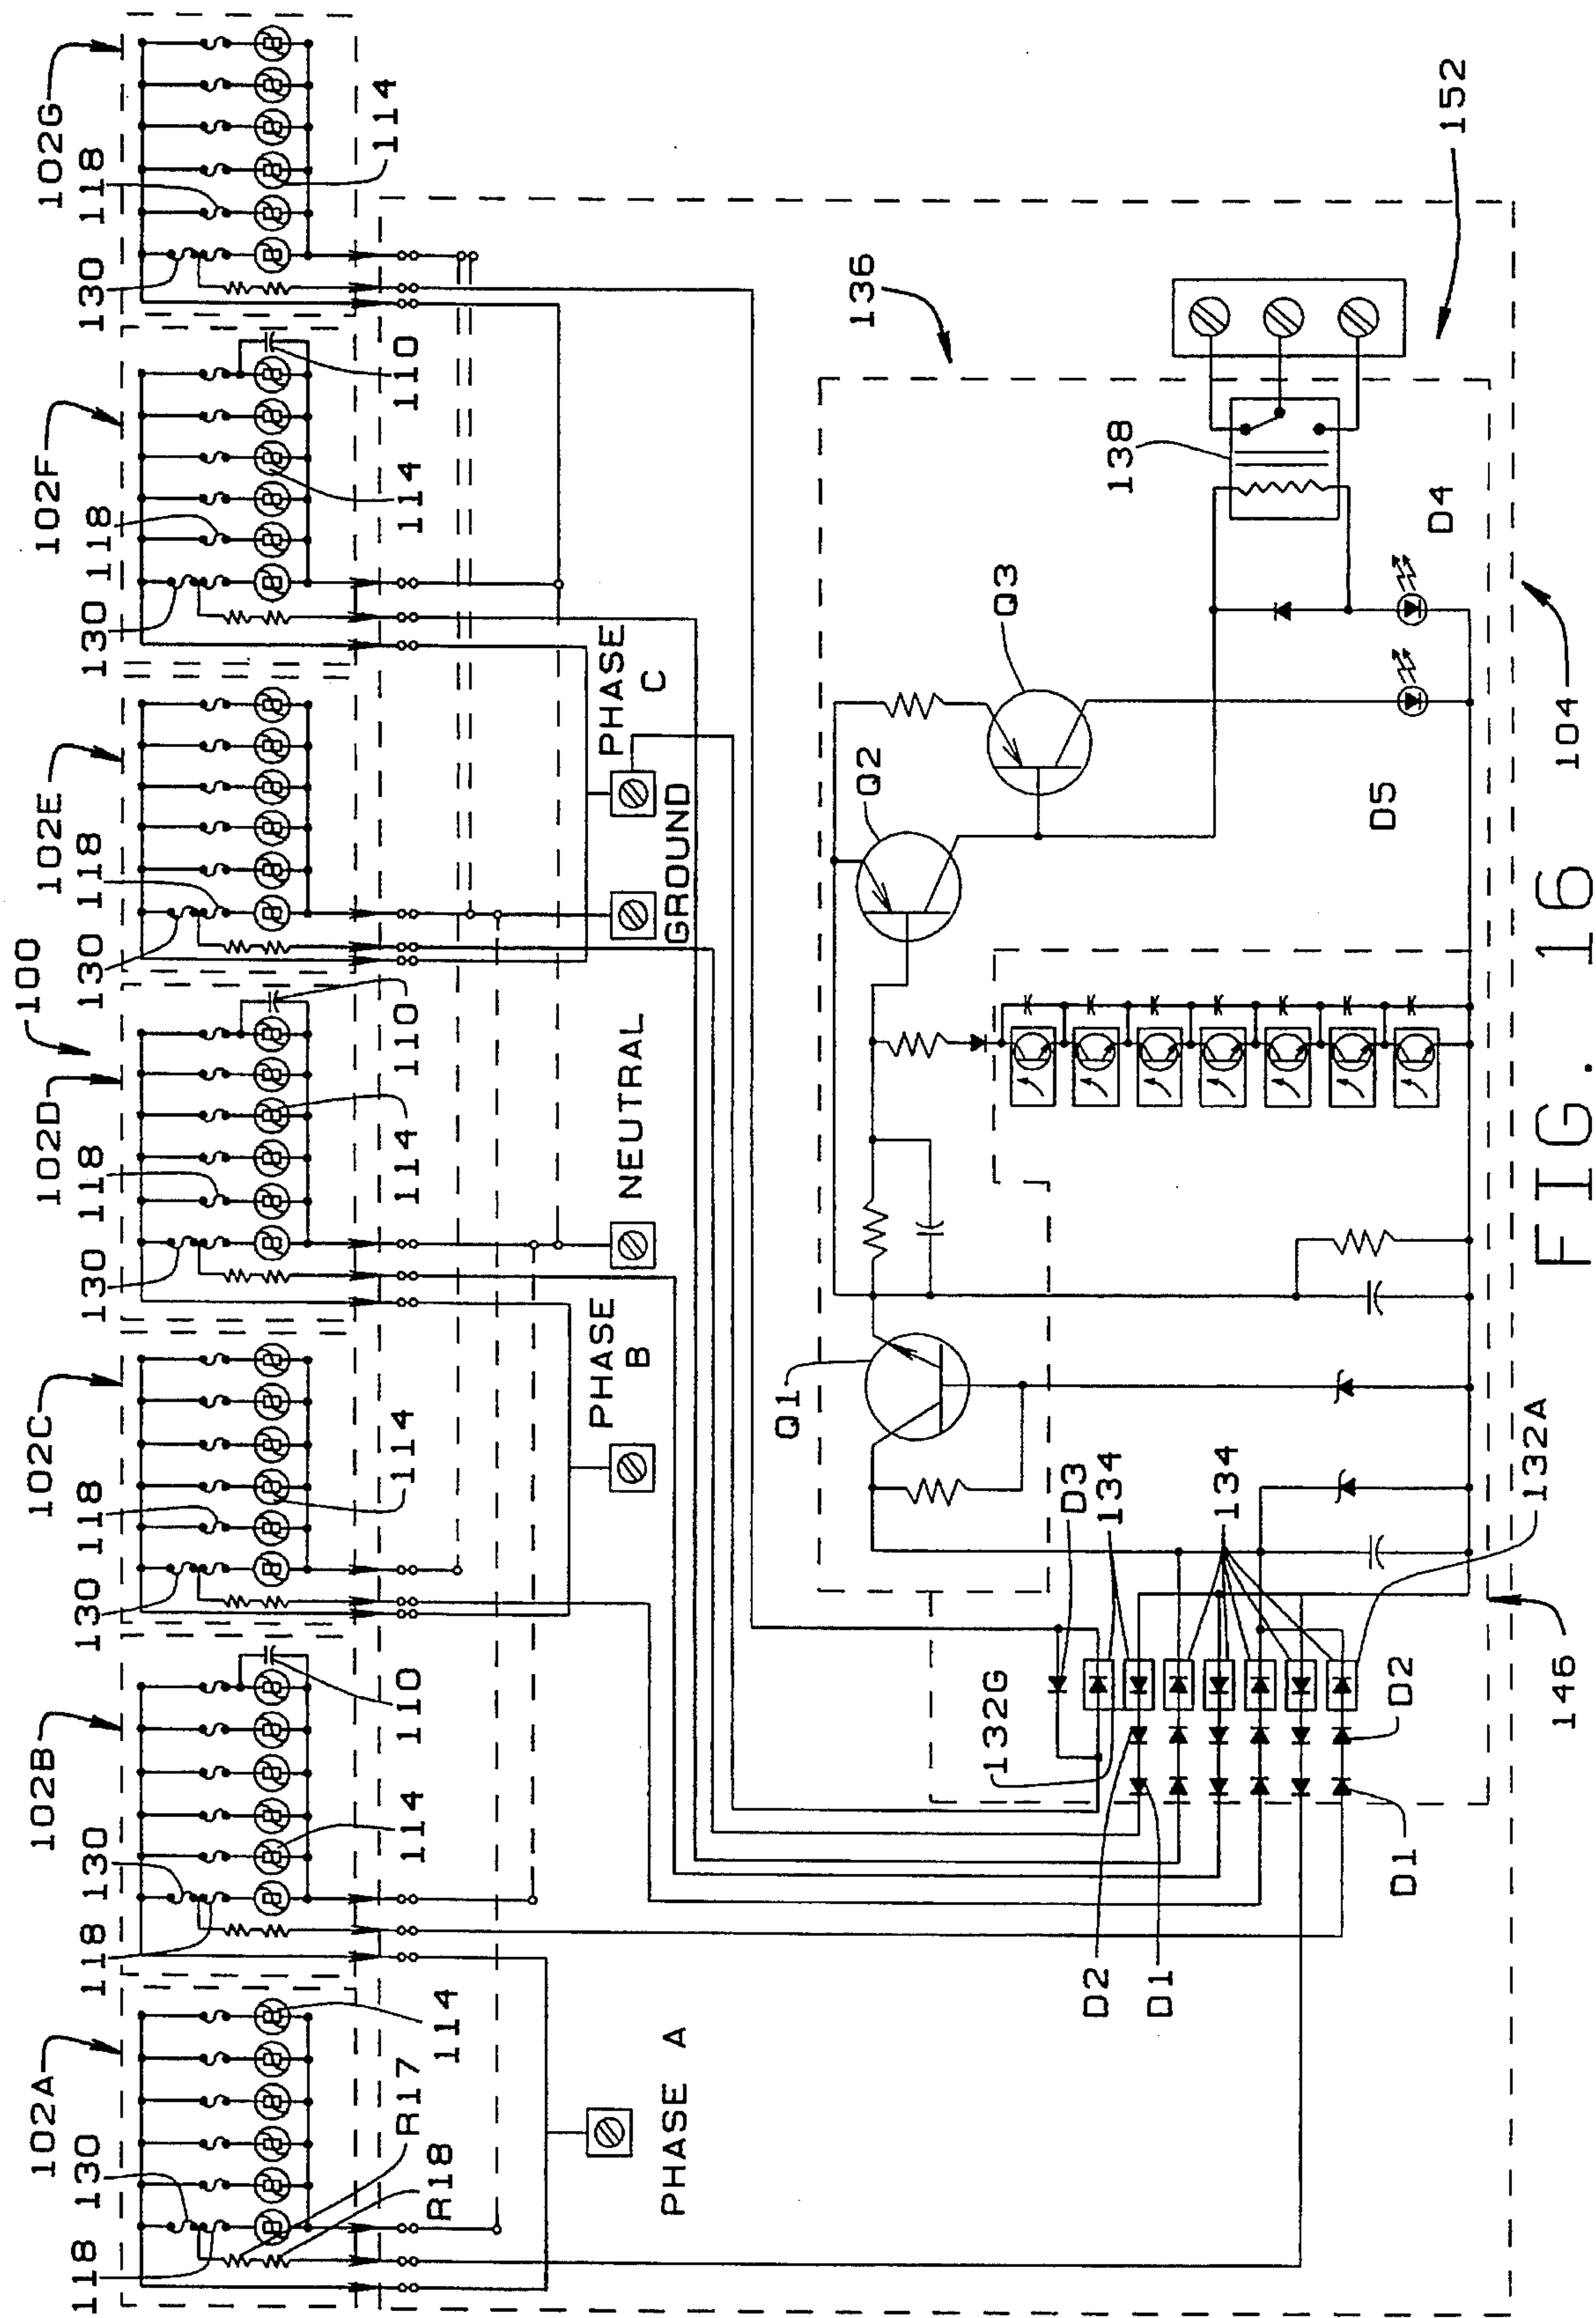 100
102A
102B
102C
102D
102E
102F
102G
118 130
118 130
130 118
130 118
130 118
130 118
130 118
R17
R18
114
114
110
114
114
110
114
110
114
PHASE A
PHASE
B
NEUTRAL
GROUND
PHASE
C
136
Q1
Q2
Q3
138
152
D3
134
134
132G
132A
D2
D1
D1
D2
D5
D4
146
104
FIG. 16